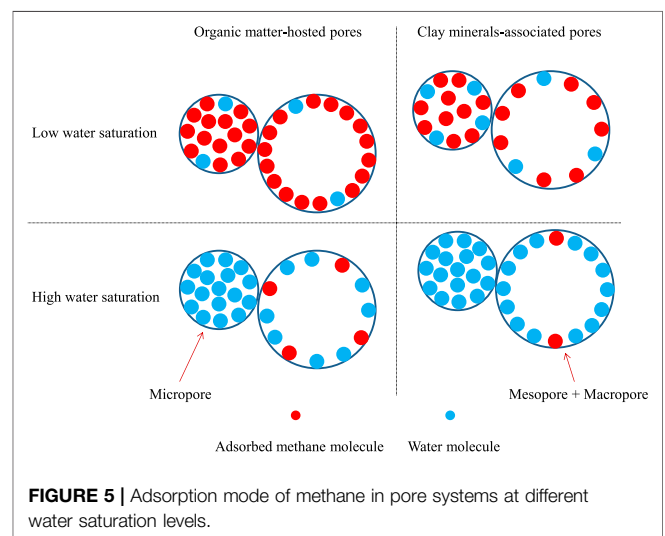 Organic matter-hosted pores
Clay minerals-associated pores
Low water saturation
High water saturation
Micropore
Mesopore + Macropore
Adsorbed methane molecule
Water molecule
FIGURE 5 | Adsorption mode of methane in pore systems at different
water saturation levels.